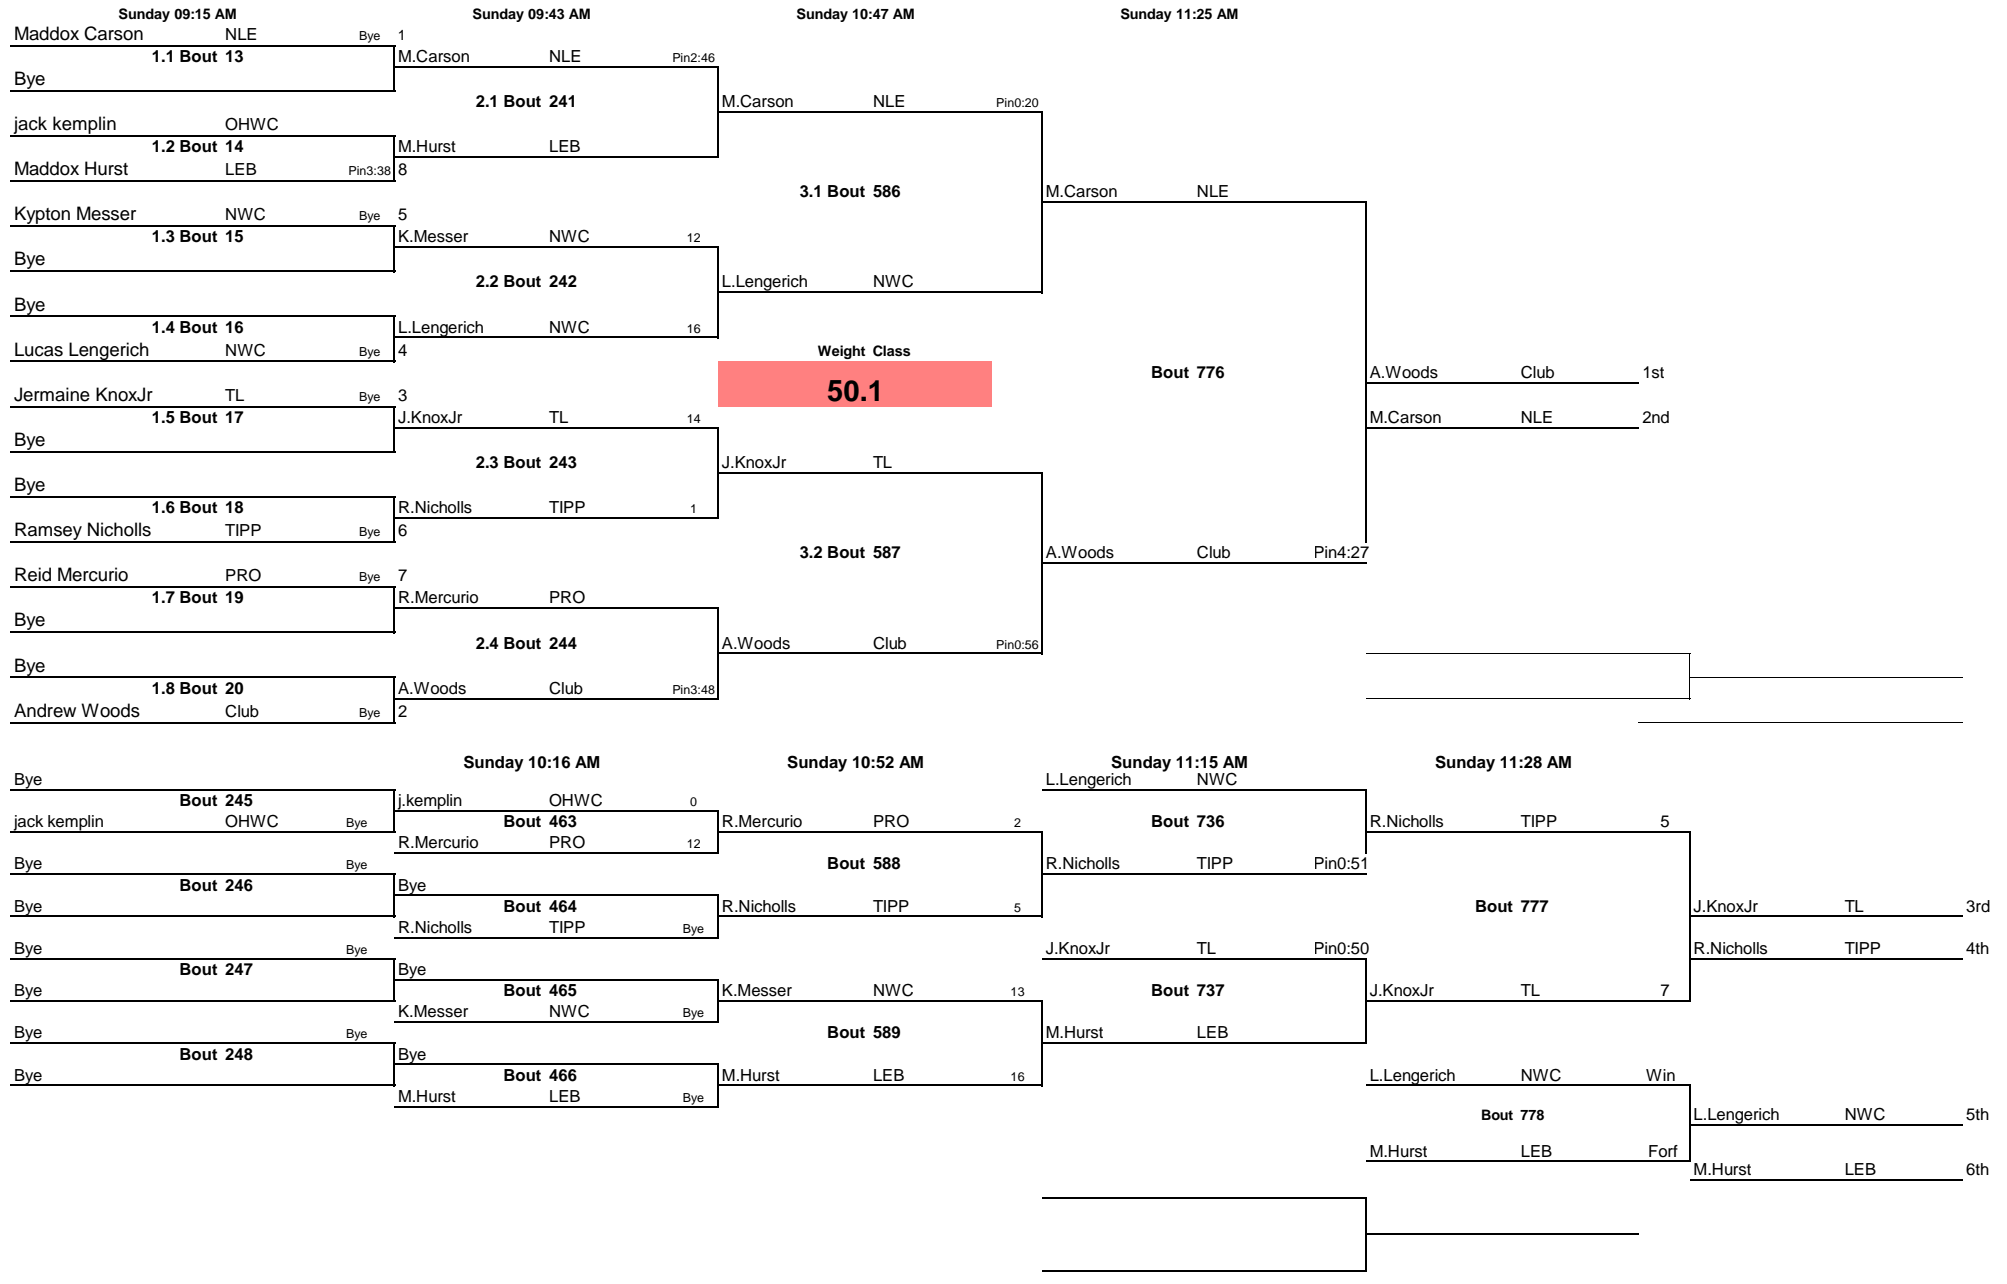 Sunday 09:15 AM Sunday 09:43 AM Sunday 10:47 AM Sunday 11:25 AM
Maddox Carson NLE Bye 1
1.1 Bout 13 M.Carson NLE Pin2:46
Bye
2.1 Bout 241 M.Carson NLE Pin0:20
jack kemplin OHWC
1.2 Bout 14 M.Hurst LEB
Maddox Hurst LEB Pin3:38 8
3.1 Bout 586 M.Carson NLE
Kypton Messer NWC Bye 5
1.3 Bout 15 K.Messer NWC 12
Bye
2.2 Bout 242 L.Lengerich NWC
Bye
1.4 Bout 16 L.Lengerich NWC 16
Lucas Lengerich NWC Bye 4 Weight Class
Bout 776 A.Woods Club 1st
Jermaine KnoxJr TL Bye 3 50.1
1.5 Bout 17 J.KnoxJr TL 14 M.Carson NLE 2nd
Bye
2.3 Bout 243 J.KnoxJr TL
Bye
1.6 Bout 18 R.Nicholls TIPP 1
Ramsey Nicholls TIPP Bye 6
3.2 Bout 587 A.Woods Club Pin4:27
Reid Mercurio PRO Bye 7
1.7 Bout 19 R.Mercurio PRO
Bye
2.4 Bout 244 A.Woods Club Pin0:56
Bye
1.8 Bout 20 A.Woods Club Pin3:48
Andrew Woods Club Bye 2
Sunday 10:16 AM Sunday 10:52 AM Sunday 11:15 AM Sunday 11:28 AM
Bye L.Lengerich NWC
Bout 245 j.kemplin OHWC 0
jack kemplin OHWC Bye Bout 463 R.Mercurio PRO 2 Bout 736 R.Nicholls TIPP 5
R.Mercurio PRO 12
Bye Bye Bout 588 R.Nicholls TIPP Pin0:51
Bout 246 Bye
Bye Bout 464 R.Nicholls TIPP 5 Bout 777 J.KnoxJr TL 3rd
R.Nicholls TIPP Bye
Bye Bye J.KnoxJr TL Pin0:50 R.Nicholls TIPP 4th
Bout 247 Bye
Bye Bout 465 K.Messer NWC 13 Bout 737 J.KnoxJr TL 7
K.Messer NWC Bye
Bye Bye Bout 589 M.Hurst LEB
Bout 248 Bye
Bye Bout 466 M.Hurst LEB 16 L.Lengerich NWC Win
M.Hurst LEB Bye
Bout 778 L.Lengerich NWC 5th
M.Hurst LEB Forf
M.Hurst LEB 6th